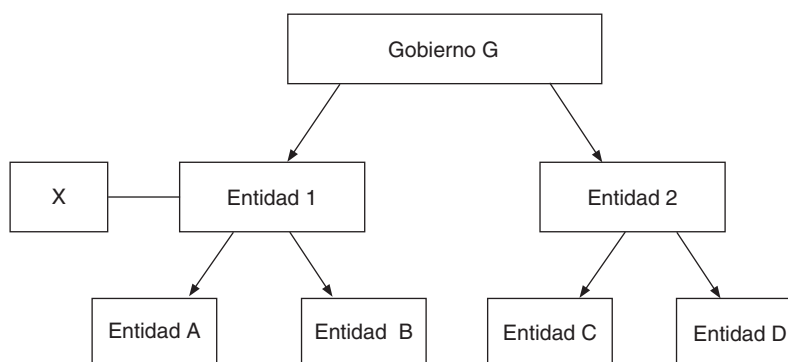 Gobierno G
X
Entidad 1
Entidad 2
Entidad A
Entidad B
Entidad C
Entidad D